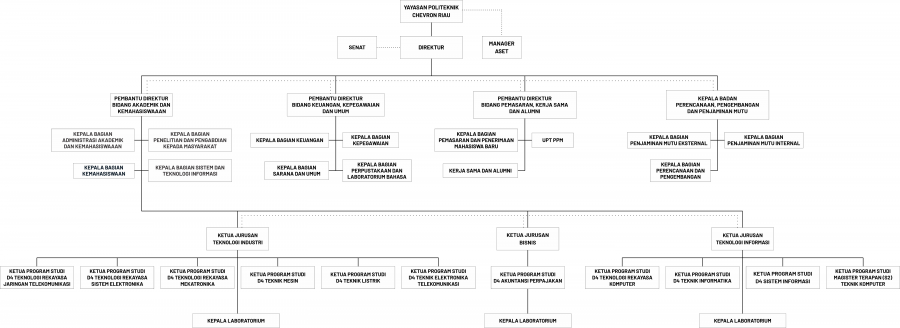 YAYASAN POLITEKNIK
CHEVRON RIAU
SENAT
DIREKTUR
MANAGER
ASET
PEMBANTU DIREKTUR
BIDANG AKADEMIK DAN
KEMAHASISWAAAN
PEMBANTU DIREKTUR
BIDANG KEUANGAN, KEPEGAWAIAN
DAN UMUM
PEMBANTU DIREKTUR
BIDANG PEMASARAN, KERJA SAMA
DAN ALUMNI
KEPALA BADAN
PERENCANAAN, PENGEMBANGAN
DAN PENJAMINAN MUTU
KEPALA BAGIAN
ADMINISTRASI AKADEMIK
DAN KEMAHASISWAAN
KEPALA BAGIAN
PENELITIAN DAN PENGABDIAN
KEPADA MASYARAKAT
KEPALA BAGIAN KEUANGAN
KEPALA BAGIAN
KEPEGAWAIAN
KEPALA BAGIAN
PEMASARAN DAN PENERIMAAN
MAHASISWA BARU
UPT PPM
KEPALA BAGIAN
PENJAMINAN MUTU EKSTERNAL
KEPALA BAGIAN
PENJAMINAN MUTU INTERNAL
KEPALA BAGIAN
KEMAHASISWAAN
KEPALA BAGIAN SISTEM DAN
TEKNOLOGI INFORMASI
KEPALA BAGIAN
SARANA DAN UMUM
KEPALA BAGIAN
PERPUSTAKAAN DAN
LABORATORIUM BAHASA
KERJA SAMA DAN ALUMNI
KEPALA BAGIAN
PERENCANAAN DAN
PENGEMBANGAN
KETUA JURUSAN
TEKNOLOGI INDUSTRI
KETUA JURUSAN
BISNIS
KETUA JURUSAN
TEKNOLOGI INFORMASI
KETUA PROGRAM STUDI
D4 TEKNOLOGI REKAYASA
JARINGAN TELEKOMUNIKASI
KETUA PROGRAM STUDI
D4 TEKNOLOGI REKAYASA
SISTEM ELEKTRONIKA
KETUA PROGRAM STUDI
D4 TEKNOLOGI REKAYASA
MEKATRONIKA
KETUA PROGRAM STUDI
D4 TEKNIK MESIN
KETUA PROGRAM STUDI
D4 TEKNIK LISTRIK
KETUA PROGRAM STUDI
D4 TEKNIK ELEKTRONIKA
TELEKOMUNIKASI
KETUA PROGRAM STUDI
D4 AKUNTANSI PERPAJAKAN
KETUA PROGRAM STUDI
D4 TEKNOLOGI REKAYASA
KOMPUTER
KETUA PROGRAM STUDI
D4 TEKNIK INFORMATIKA
KETUA PROGRAM STUDI
D4 SISTEM INFORMASI
KETUA PROGRAM STUDI
MAGISTER TERAPAN (S2)
TEKNIK KOMPUTER
KEPALA LABORATORIUM
KEPALA LABORATORIUM
KEPALA LABORATORIUM